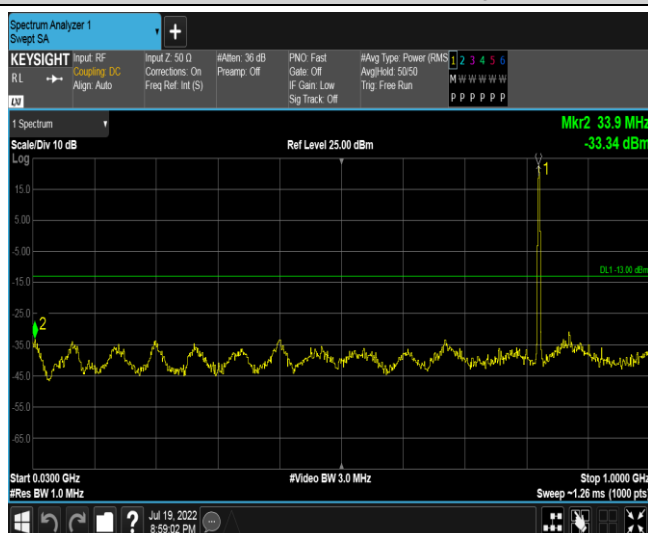 Spectrum Analyzer 1
Swept SA
+
KEYSIGHT
RL
LXI
Input: RF
Coupling: DC
Align: Auto
Input Z: 50 Ω
Corrections: On
Freq Ref: Int (S)
#Atten: 36 dB
Preamp: Off
PNO: Fast
Gate: Off
IF Gain: Low
Sig Track: Off
#Avg Type: Power (RMS
Avg|Hold: 50/50
Trig: Free Run
1 2 3 4 5 6
M W W W W W
P P P P P P
1 Spectrum
Mkr2 33.9 MHz
Scale/Div 10 dB
Ref Level 25.00 dBm
-33.34 dBm
Log
1
15.0
5.00
-5.00
DL1 -13.00 dBm
-15.0
-25.0
2
-35.0
-45.0
-55.0
-65.0
Start 0.0300 GHz
#Video BW 3.0 MHz
Stop 1.0000 GHz
#Res BW 1.0 MHz
Sweep ~1.26 ms (1000 pts)
?
Jul 19, 2022
8:59:02 PM